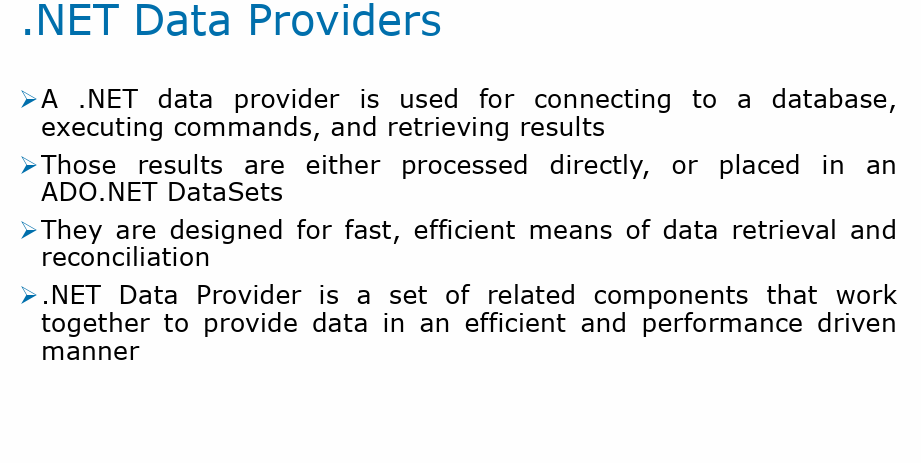 .NET Data Providers
➢A .NET data provider is used for connecting to a database,
executing commands, and retrieving results
➢Those results are either processed directly, or placed in an
ADO.NET DataSets
➢They are designed for fast, efficient means of data retrieval and
reconciliation
➢.NET Data Provider is a set of related components that work
together to provide data in an efficient and performance driven
manner